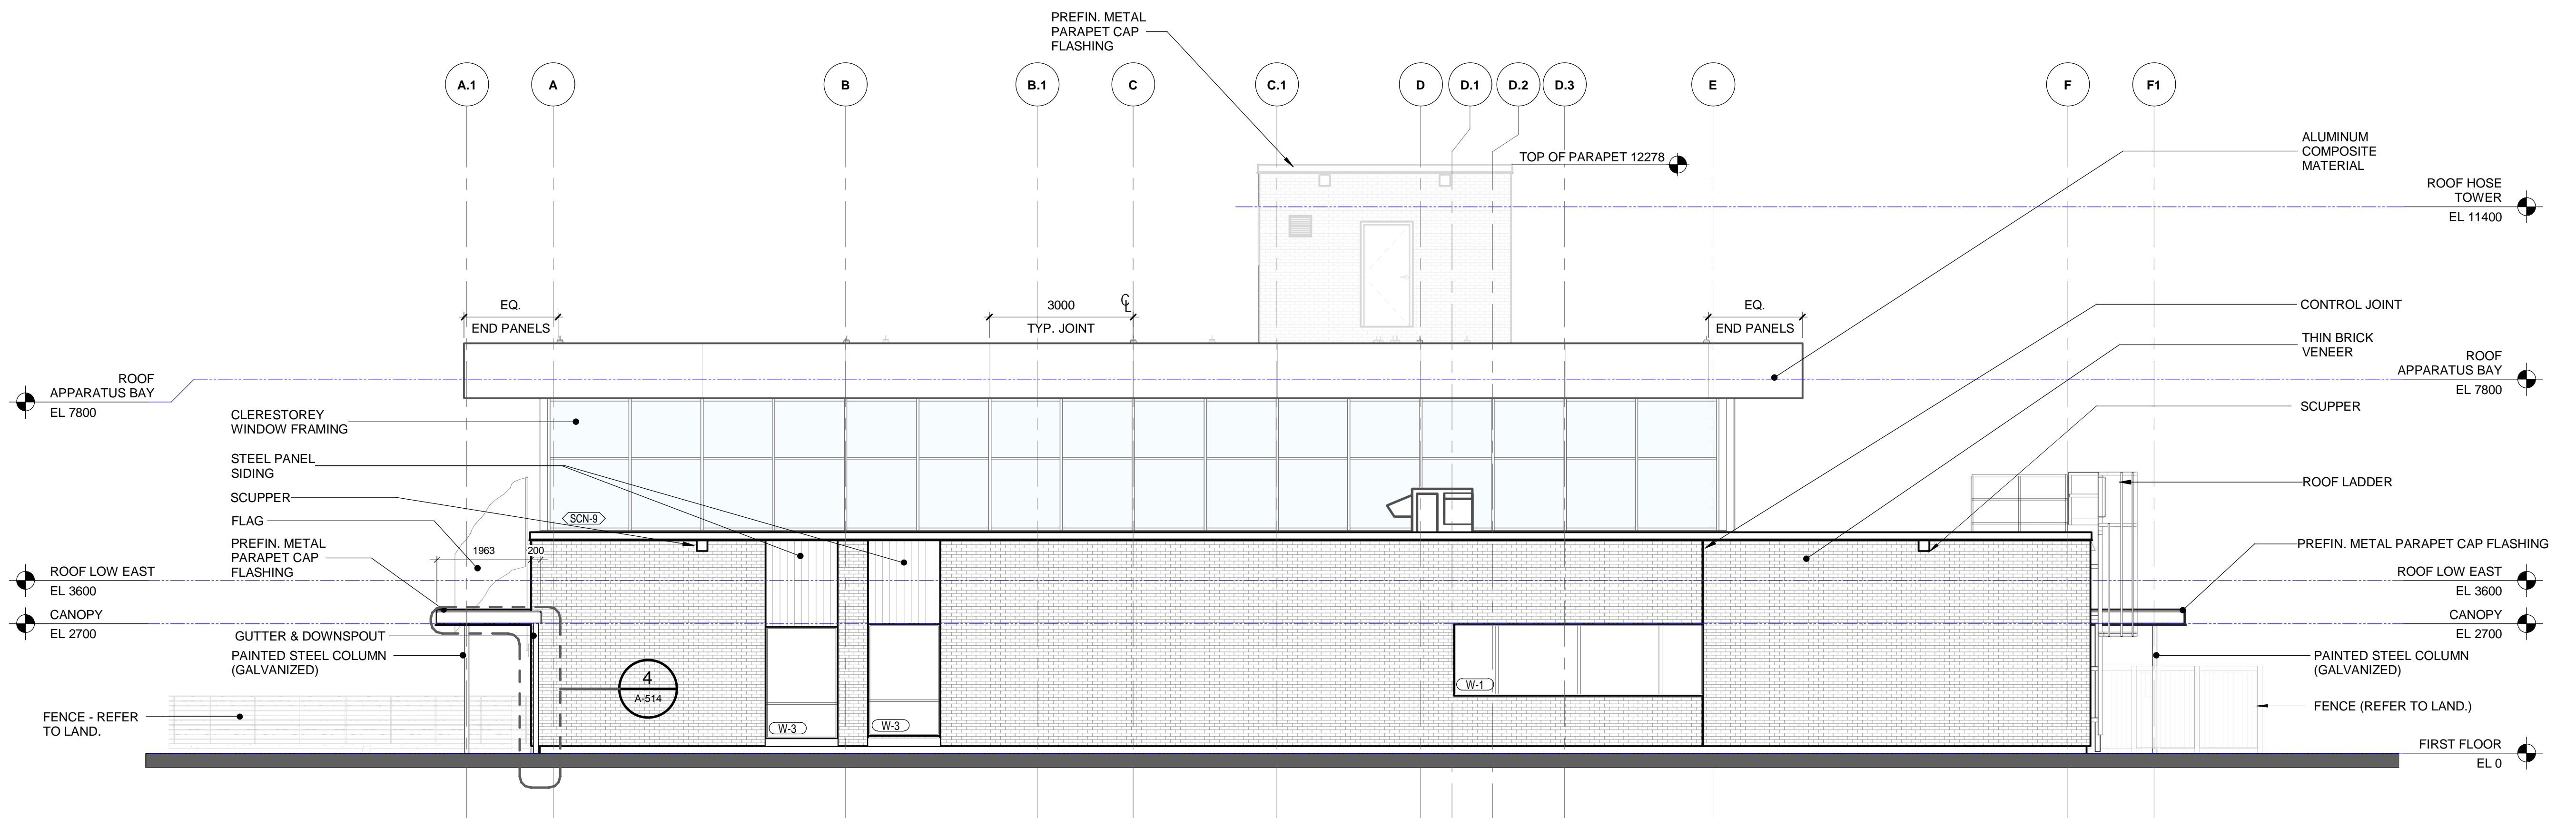 PREFIN. METAL
PARAPET CAP
FLASHING
A.1
A
B
B.1
C
C.1
D
D.1
D.2
D.3
E
F
F1
ALUMINUM
COMPOSITE
MATERIAL
TOP OF PARAPET 12278
ROOF HOSE
TOWER
EL 11400
EQ.
END PANELS
3000
TYP. JOINT
EQ.
END PANELS
CONTROL JOINT
THIN BRICK
VENEER
ROOF
APPARATUS BAY
EL 7800
ROOF
APPARATUS BAY
EL 7800
CLERESTOREY
WINDOW FRAMING
SCUPPER
STEEL PANEL
SIDING
ROOF LADDER
SCUPPER
FLAG
SCN-9
PREFIN. METAL
PARAPET CAP
FLASHING
1963
200
PREFIN. METAL PARAPET CAP FLASHING
ROOF LOW EAST
EL 3600
ROOF LOW EAST
EL 3600
CANOPY
EL 2700
CANOPY
EL 2700
GUTTER & DOWNSPOUT
PAINTED STEEL COLUMN
(GALVANIZED)
PAINTED STEEL COLUMN
(GALVANIZED)
4
A-514
W-1
W-3
W-3
FENCE - REFER
TO LAND.
FENCE (REFER TO LAND.)
FIRST FLOOR
EL 0